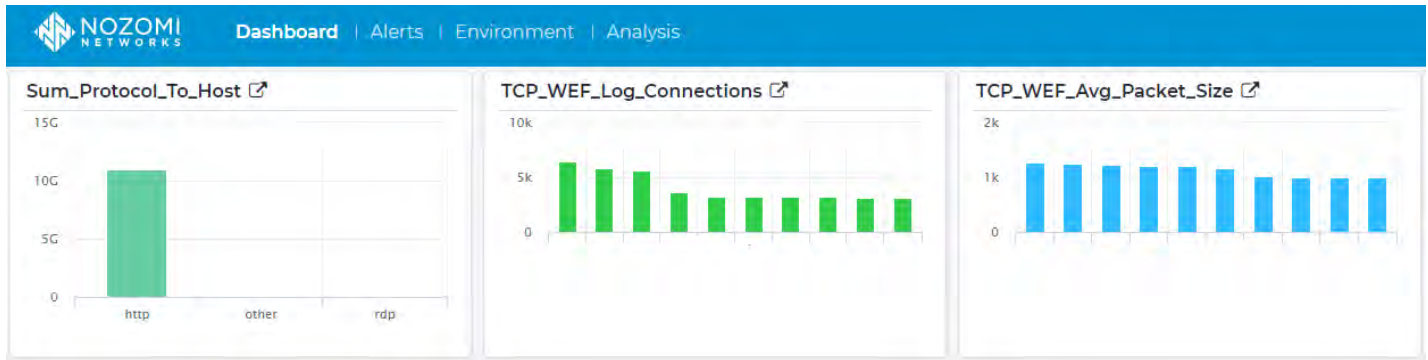 NOZOMI
NETWORKS
Dashboard | Alerts | Environment | Analysis
Sum_Protocol_To_Host
15G
10G
5G
0
http other rdp
TCP_WEF_Log_Connections
10k
5k
0
TCP_WEF_Avg_Packet_Size
2k
1k
0